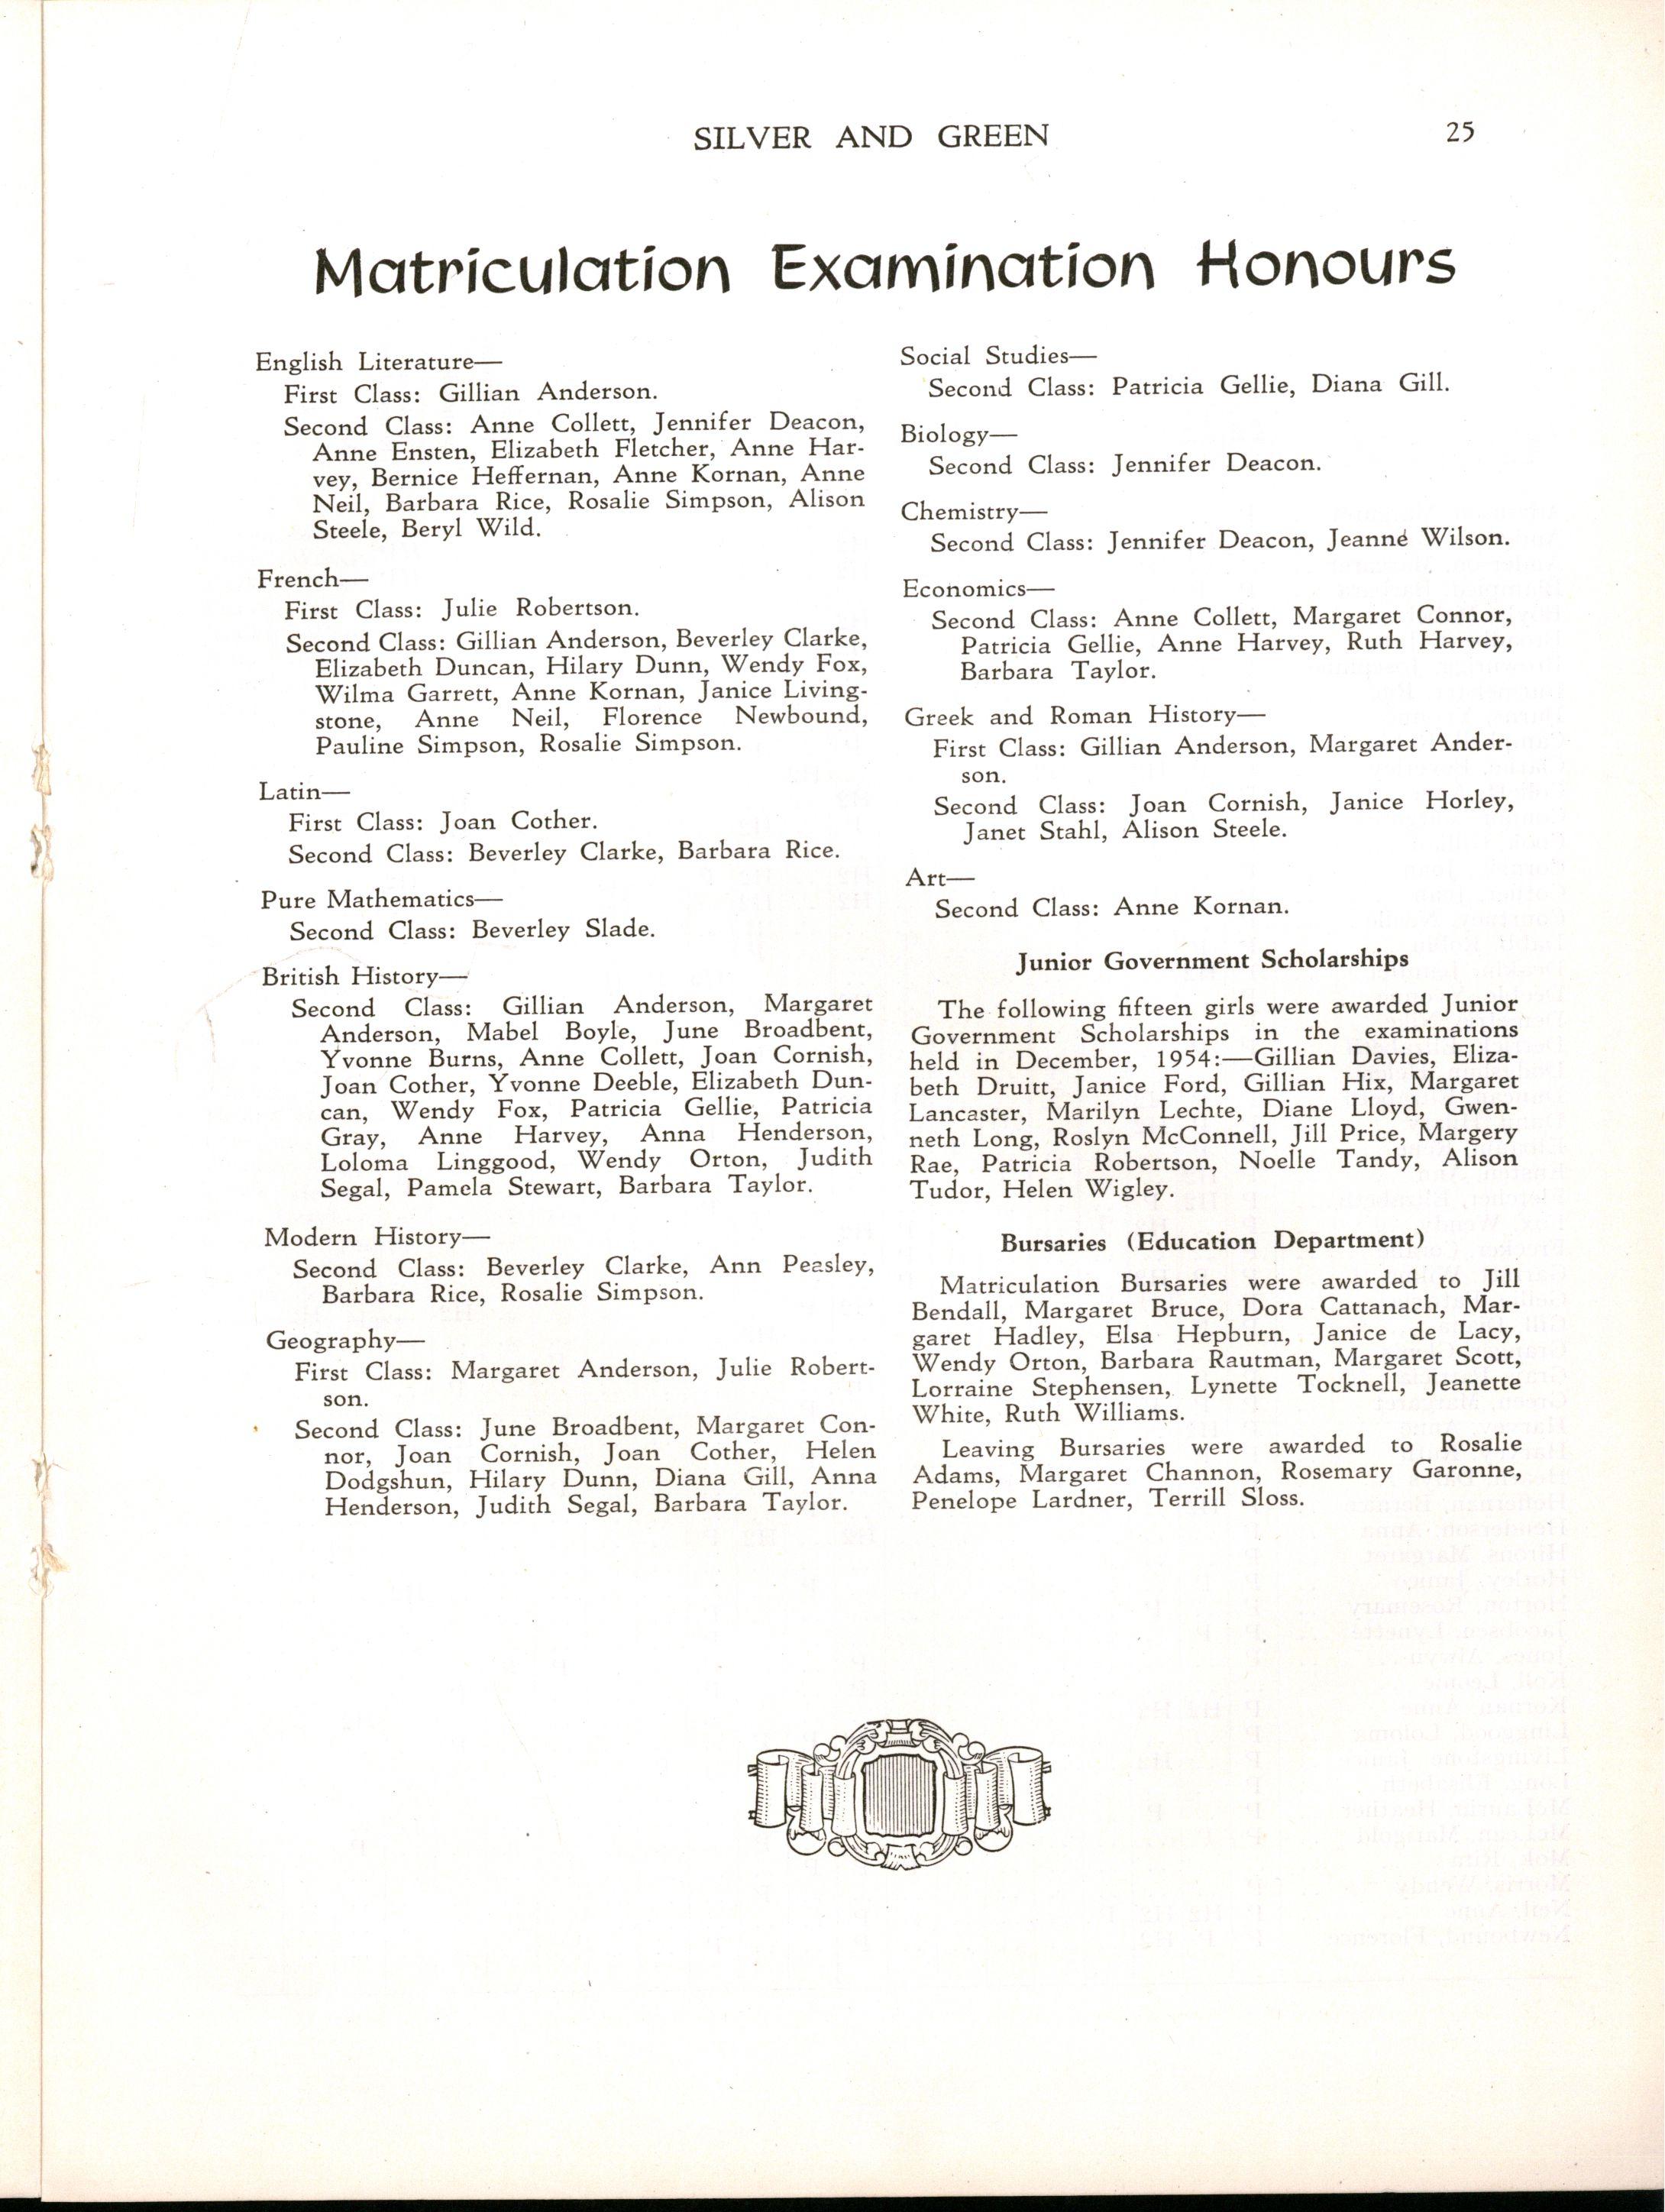 SILVER AND GREEN
25
Matriculation Examination Honours
English Literature—
First Class: Gillian Anderson.
Second Class: Anne Collett, Jennifer Deacon,
Anne Ensten, Elizabeth Fletcher, Anne Har-
vey, Bernice Heffernan, Anne Kornan, Anne
Neil, Barbara Rice, Rosalie Simpson, Alison
Steele, Beryl Wild.
French—
First Class: Julie Robertson.
Second Class: Gillian Anderson, Beverley Clarke,
Elizabeth Duncan, Hilary Dunn, Wendy Fox,
Wilma Garrett, Anne Kornan, Janice Living-
stone, Anne Neil, Florence Newbound,
Pauline Simpson, Rosalie Simpson.
Latin—
First Class: Joan Cother.
Second Class: Beverley Clarke, Barbara Rice.
Pure Mathematics—
Second Class: Beverley Slade.
British History—
Second Class: Gillian Anderson, Margaret
Anderson, Mabel Boyle, June Broadbent,
Yvonne Burns, Anne Collett, Joan Cornish,
Joan Cother, Yvonne Deeble, Elizabeth Dun-
can, Wendy Fox, Patricia Gellie, Patricia
Gray, Anne Harvey, Anna Henderson,
Loloma Linggood, Wendy Orton, Judith
Segal, Pamela Stewart, Barbara Taylor.
Modern History—
Second Class: Beverley Clarke, Ann Peasley,
Barbara Rice, Rosalie Simpson.
Geography—
First Class: Margaret Anderson, Julie Robert-
son.
Second Class: June Broadbent, Margaret Con-
nor, Joan Cornish, Joan Cother, Helen
Dodgshun, Hilary Dunn, Diana Gill, Anna
Henderson, Judith Segal, Barbara Taylor.
Social Studies—
Second Class: Patricia Gellie, Diana Gill.
Biology—
Second Class: Jennifer Deacon.
Chemistry—
Second Class: Jennifer Deacon, Jeanné Wilson.
Economics—
Second Class: Anne Collett, Margaret Connor,
Patricia Gellie, Anne Harvey, Ruth Harvey,
Barbara Taylor.
Greek and Roman History—
First Class: Gillian Anderson, Margaret Ander-
son.
Second Class: Joan Cornish, Janice Horley,
Janet Stahl, Alison Steele.
Art—
Second Class: Anne Kornan.
Junior Government Scholarships
The following fifteen girls were awarded Junior
Government Scholarships in the examinations
held in December, 1954:—Gillian Davies, Eliza-
beth Druitt, Janice Ford, Gillian Hix, Margaret
Lancaster, Marilyn Lechte, Diane Lloyd, Gwen-
neth Long, Roslyn McConnell, Jill Price, Margery
Rae, Patricia Robertson, Noelle Tandy, Alison
Tudor, Helen Wigley.
Bursaries (Education Department)
Matriculation Bursaries were awarded to Jill
Bendall, Margaret Bruce, Dora Cattanach, Mar-
garet Hadley, Elsa Hepburn, Janice de Lacy,
Wendy Orton, Barbara Rautman, Margaret Scott,
Lorraine Stephensen, Lynette Tocknell, Jeanette
White, Ruth Williams.
Leaving Bursaries were awarded to Rosalie
Adams, Margaret Channon, Rosemary Garonne,
Penelope Lardner, Terrill Sloss.